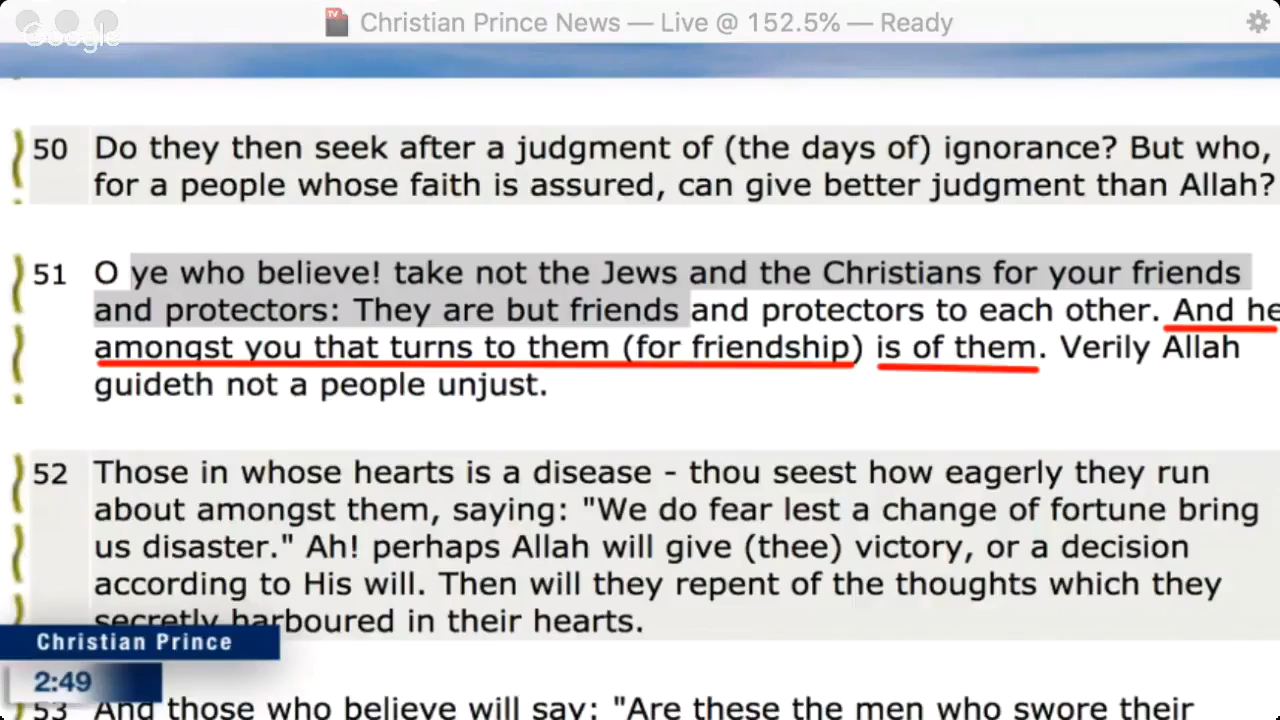 Christian Prince News — Live @ 152.5% — Ready
Google
50 Do they then seek after a judgment of (the days of) ignorance? But who,
for a people whose faith is assured, can give better judgment than Allah?
51 O ye who believe! take not the Jews and the Christians for your friends
and protectors: They are but friends and protectors to each other. And he
amongst you that turns to them (for friendship) is of them. Verily Allah
guideth not a people unjust.
52 Those in whose hearts is a disease - thou seest how eagerly they run
about amongst them, saying: "We do fear lest a change of fortune bring
us disaster." Ah! perhaps Allah will give (thee) victory, or a decision
according to His will. Then will they repent of the thoughts which they
secretly harboured in their hearts.
Christian Prince
2:49
53 And those who believe will say: "Are these the men who swore their